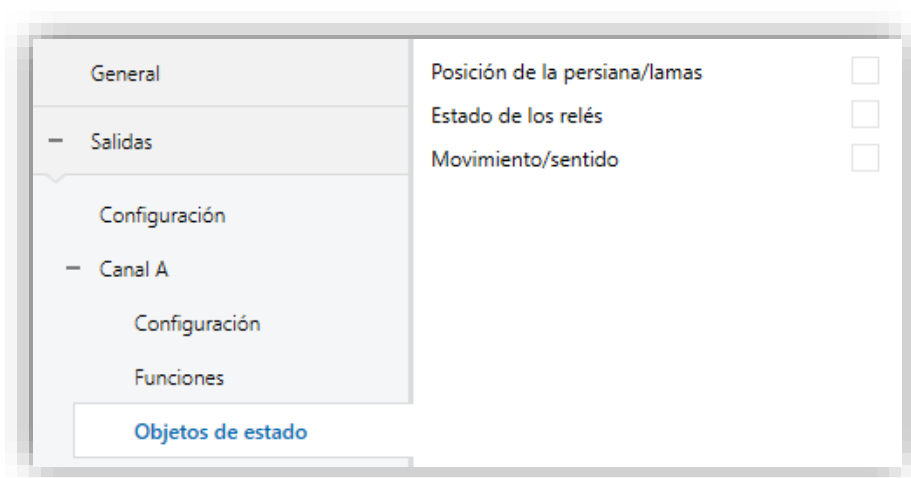 General
Salidas
Configuración
Canal A
Configuración
Funciones
Objetos de estado
Posición de la persiana/lamas
Estado de los relés
Movimiento/sentido